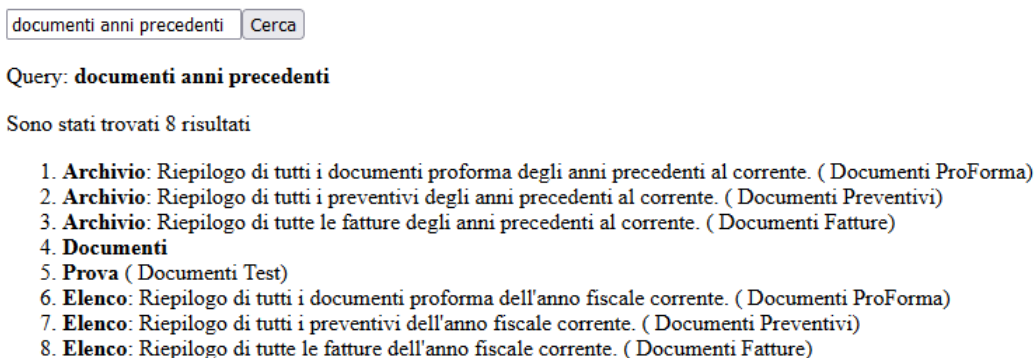 documenti anni precedenti Cerca
Query: documenti anni precedenti
Sono stati trovati 8 risultati
1. Archivio: Riepilogo di tutti i documenti proforma degli anni precedenti al corrente. ( Documenti ProForma)
2. Archivio: Riepilogo di tutti i preventivi degli anni precedenti al corrente. ( Documenti Preventivi)
3. Archivio: Riepilogo di tutte le fatture degli anni precedenti al corrente. ( Documenti Fatture)
4. Documenti
5. Prova ( Documenti Test)
6. Elenco: Riepilogo di tutti i documenti proforma dell'anno fiscale corrente. ( Documenti ProForma)
7. Elenco: Riepilogo di tutti i preventivi dell'anno fiscale corrente. ( Documenti Preventivi)
8. Elenco: Riepilogo di tutte le fatture dell'anno fiscale corrente. ( Documenti Fatture)